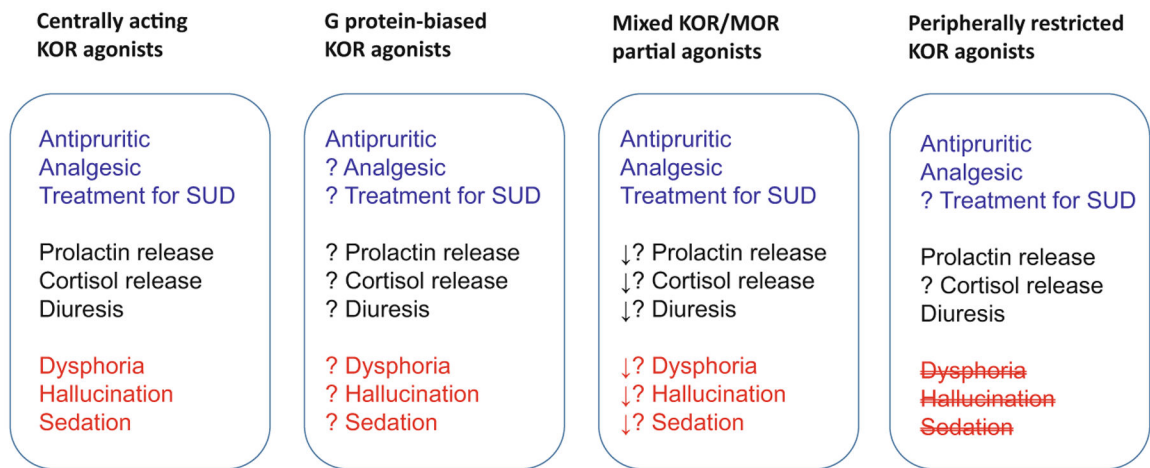 Centrally acting
KOR agonists
Antipruritic
Analgesic
Treatment for SUD
Prolactin release
Cortisol release
Diuresis
Dysphoria
Hallucination
Sedation
G protein-biased
KOR agonists
Antipruritic
? Analgesic
? Treatment for SUD
? Prolactin release
? Cortisol release
? Diuresis
? Dysphoria
? Hallucination
? Sedation
Mixed KOR/MOR
partial agonists
Antipruritic
Analgesic
Treatment for SUD
↓? Prolactin release
↓? Cortisol release
↓? Diuresis
↓? Dysphoria
↓? Hallucination
↓? Sedation
Peripherally restricted
KOR agonists
Antipruritic
Analgesic
? Treatment for SUD
Prolactin release
? Cortisol release
Diuresis
Dysphoria
Hallucination
Sedation